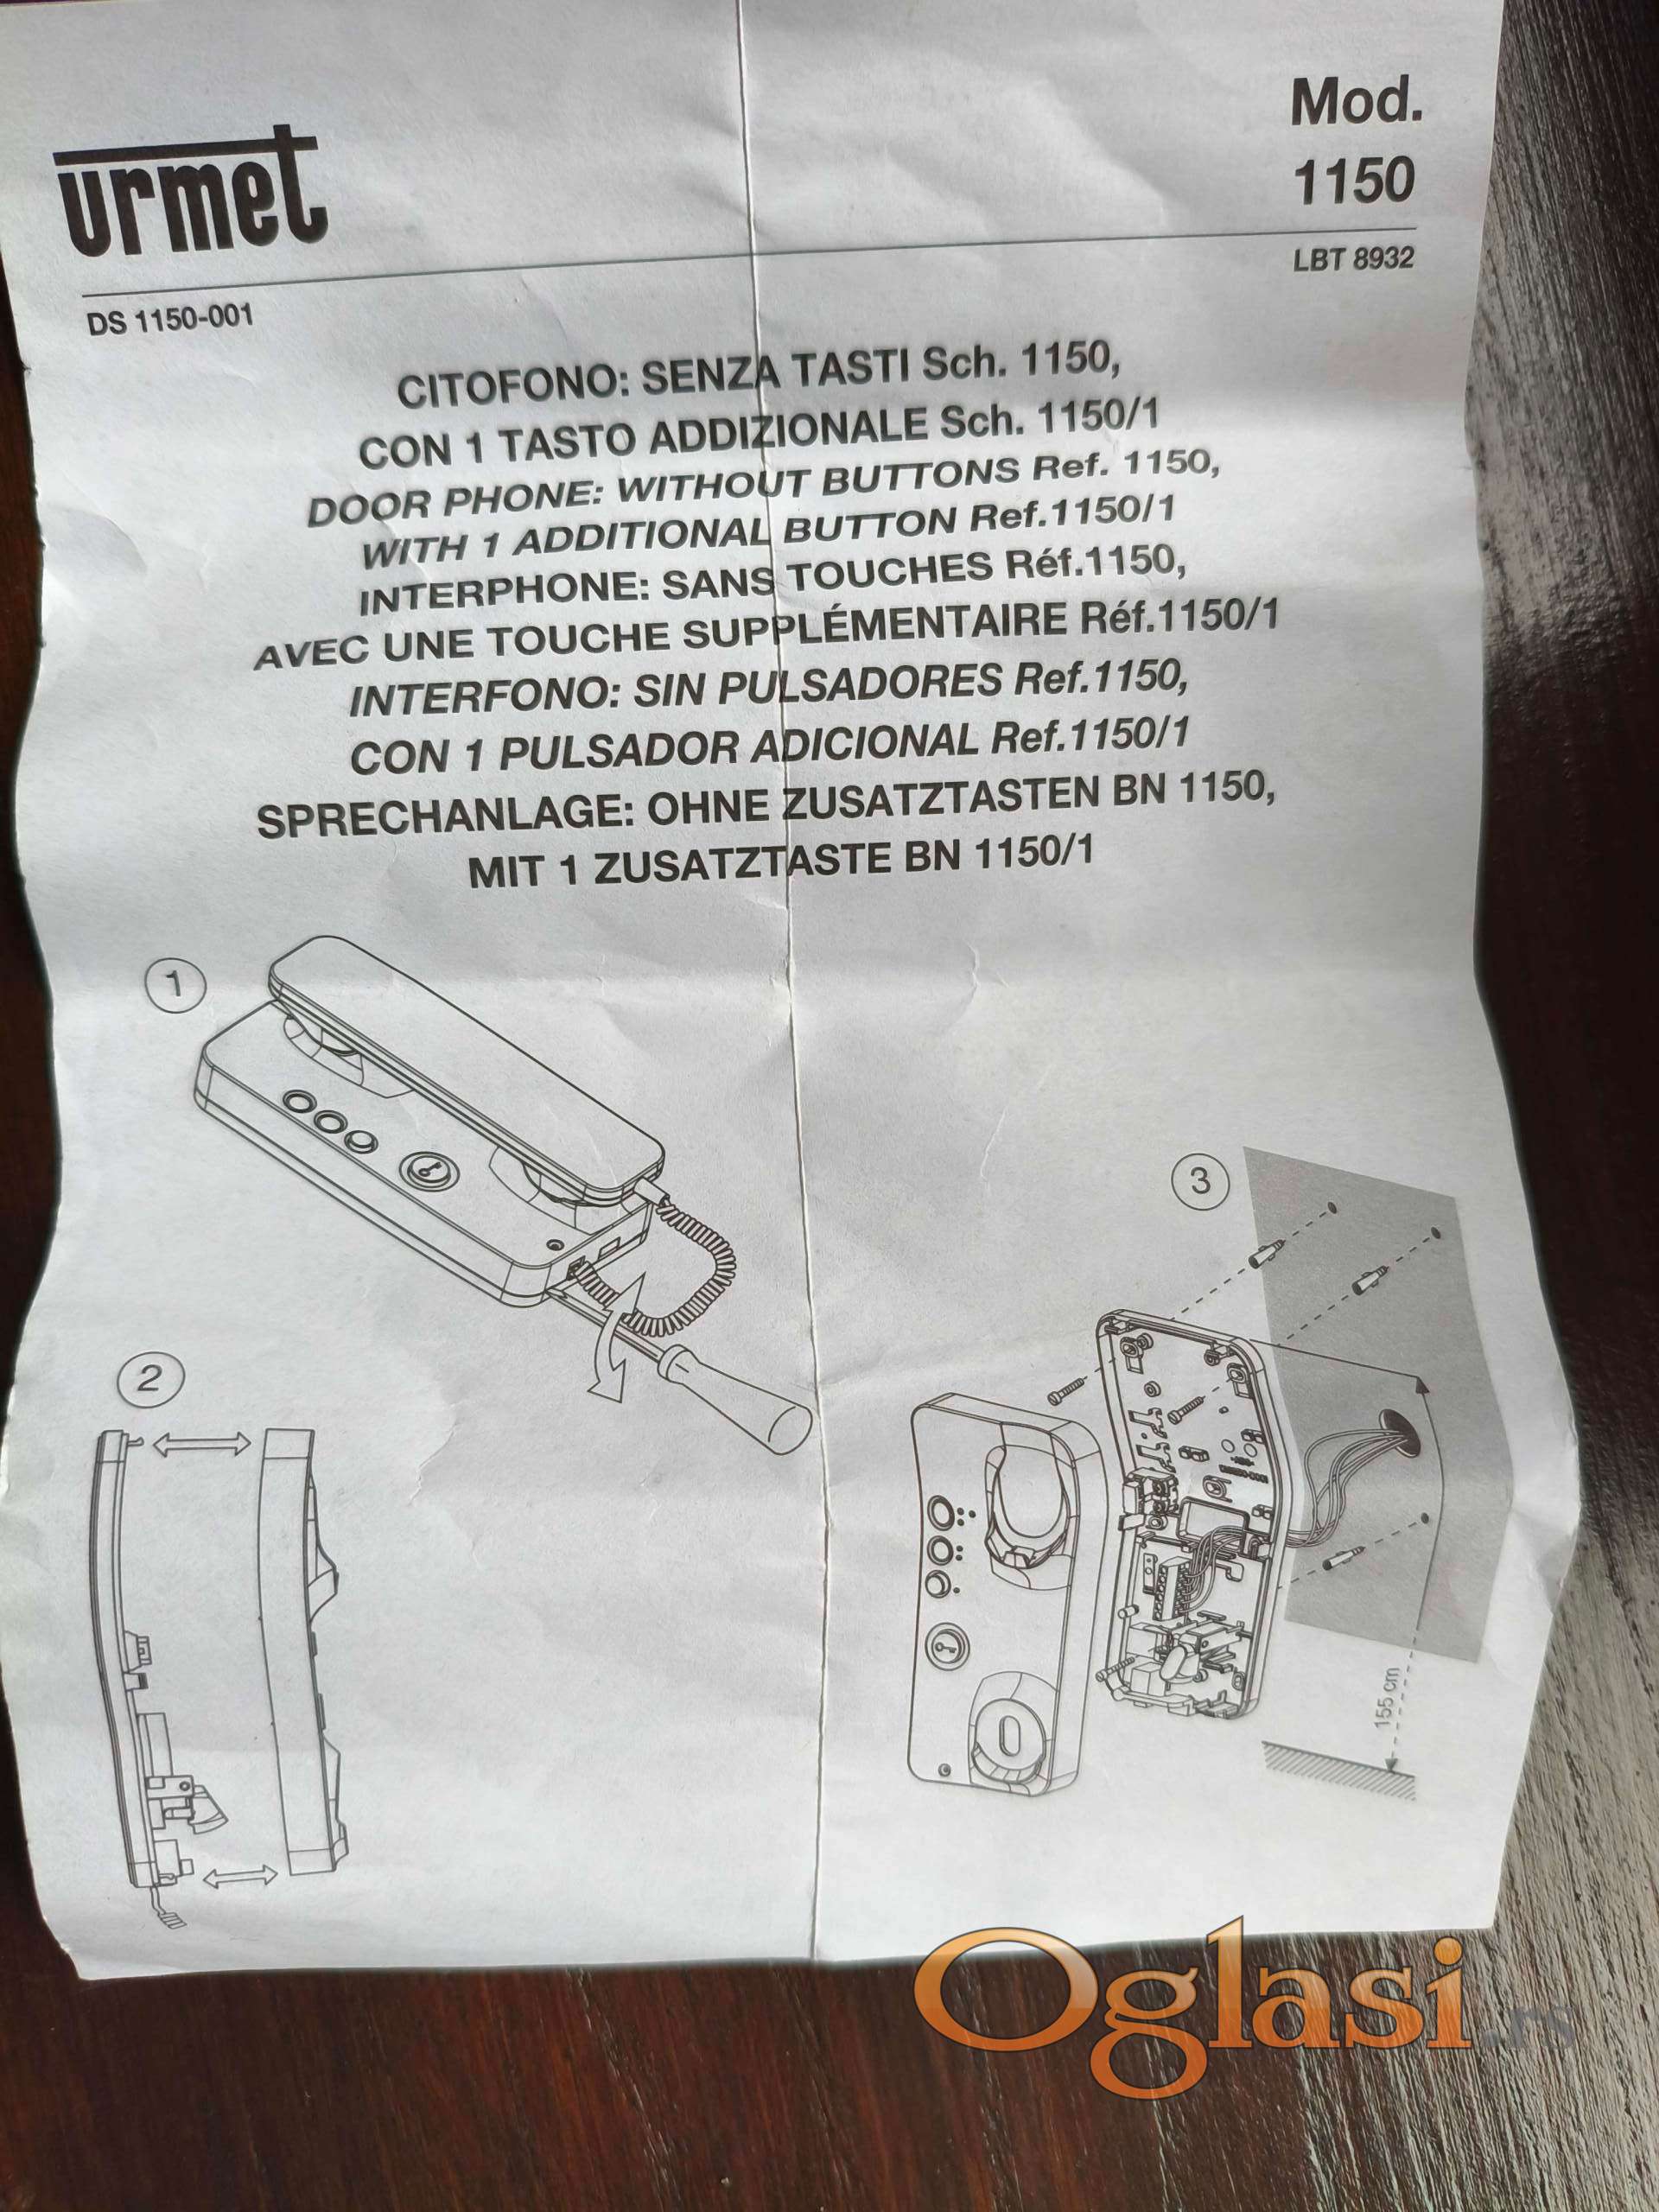 urmet
Mod.
1150
DS 1150-001
LBT 8932
CITOFONO: SENZA TASTI Sch. 1150,
CON 1 TASTO ADDIZIONALE Sch. 1150/1
DOOR PHONE: WITHOUT BUTTONS Ref. 1150,
WITH 1 ADDITIONAL BUTTON Ref.1150/1
INTERPHONE: SANS TOUCHES Réf.1150,
AVEC UNE TOUCHE SUPPLÉMENTAIRE Réf.1150/1
INTERFONO: SIN PULSADORES Ref.1150,
CON 1 PULSADOR ADICIONAL Ref.1150/1
SPRECHANLAGE: OHNE ZUSATZTASTEN BN 1150,
MIT 1 ZUSATZTASTE BN 1150/1
1
2
3
155 cm
Oglasi.rs